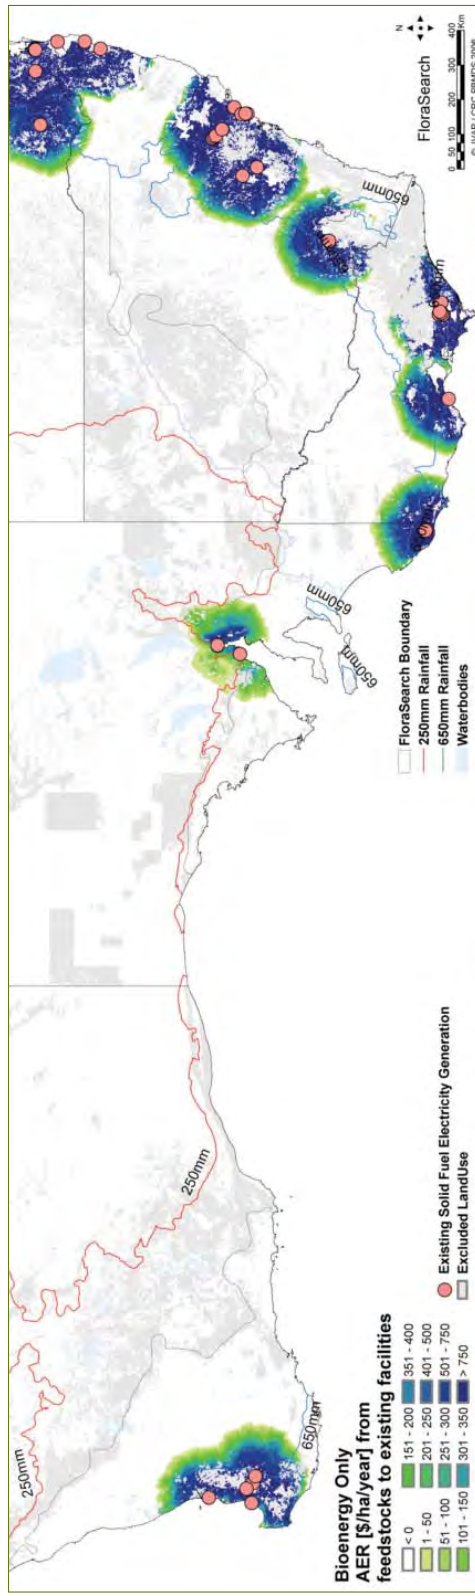 250mm
250mm
650mm
650mm
650mm
650mm
Bioenergy Only
AER [$/ha/year] from
feedstocks to existing facilities
< 0
1 - 50
51 - 100
101 - 150
151 - 200
201 - 250
251 - 300
301 - 350
351 - 400
401 - 500
501 - 750
> 750
Existing Solid Fuel Electricity Generation
Excluded LandUse
FloraSearch Boundary
250mm Rainfall
650mm Rainfall
Waterbodies
N
FloraSearch
0 50 100 200 300 400
Km